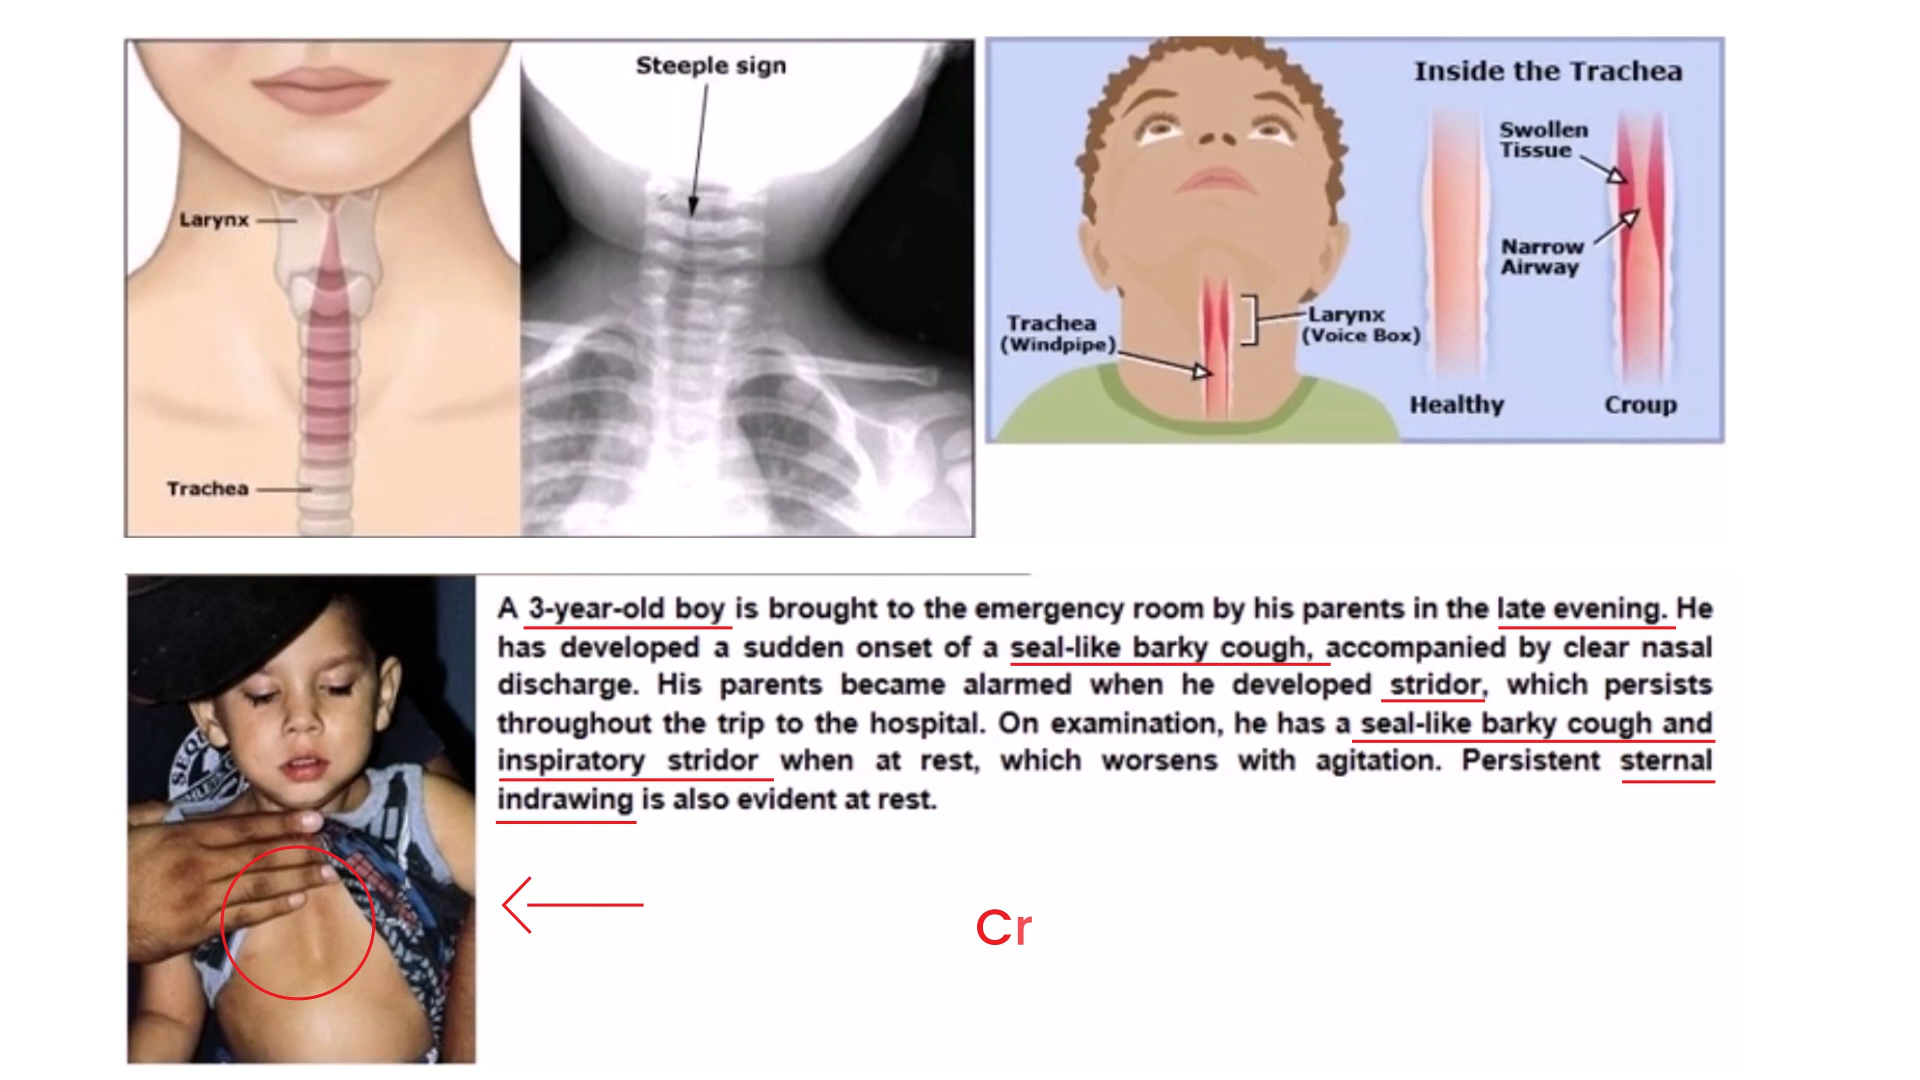 Steeple sign
Larynx
Trachea
Inside the Trachea
Swollen
Tissue
Narrow
Airway
Trachea
(Windpipe)
Larynx
(Voice Box)
Healthy
Croup
A 3-year-old boy is brought to the emergency room by his parents in the late evening. He
has developed a sudden onset of a seal-like barky cough, accompanied by clear nasal
discharge. His parents became alarmed when he developed stridor, which persists
throughout the trip to the hospital. On examination, he has a seal-like barky cough and
inspiratory stridor when at rest, which worsens with agitation. Persistent sternal
indrawing is also evident at rest.
Cr